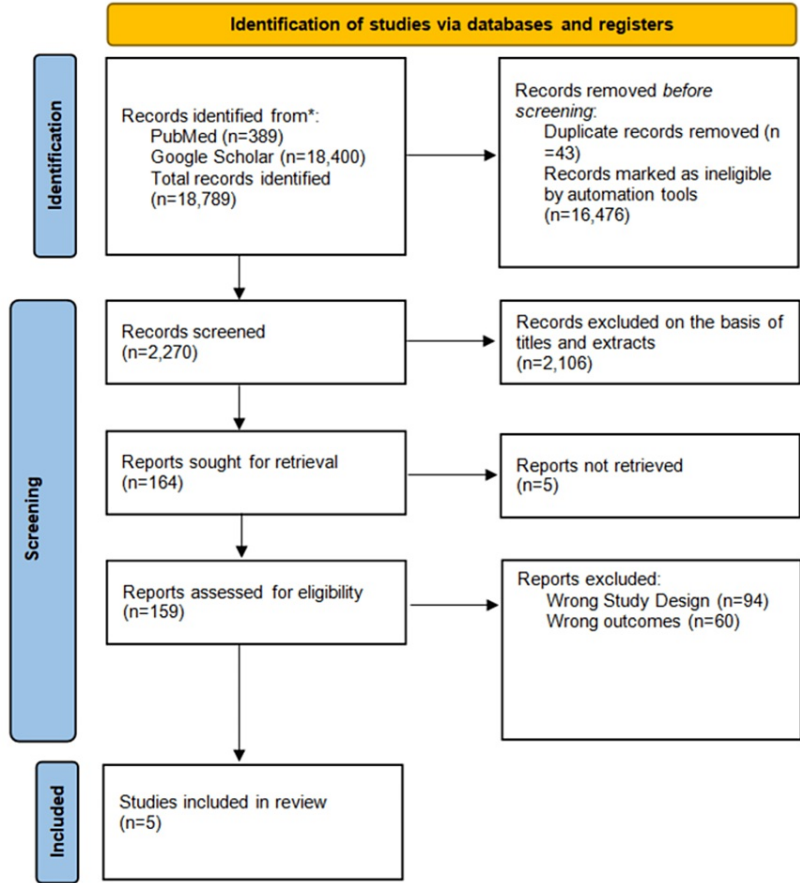 Identification of studies via databases and registers
Identification
Records identified from*:
PubMed (n=389)
Google Scholar (n=18,400)
Total records identified
(n=18,789)
Records removed before
screening:
Duplicate records removed (n
=43)
Records marked as ineligible
by automation tools
(n=16,476)
Screening
Records screened
(n=2,270)
Records excluded on the basis of
titles and extracts
(n=2,106)
Reports sought for retrieval
(n=164)
Reports not retrieved
(n=5)
Reports assessed for eligibility
(n=159)
Reports excluded:
Wrong Study Design (n=94)
Wrong outcomes (n=60)
Included
Studies included in review
(n=5)